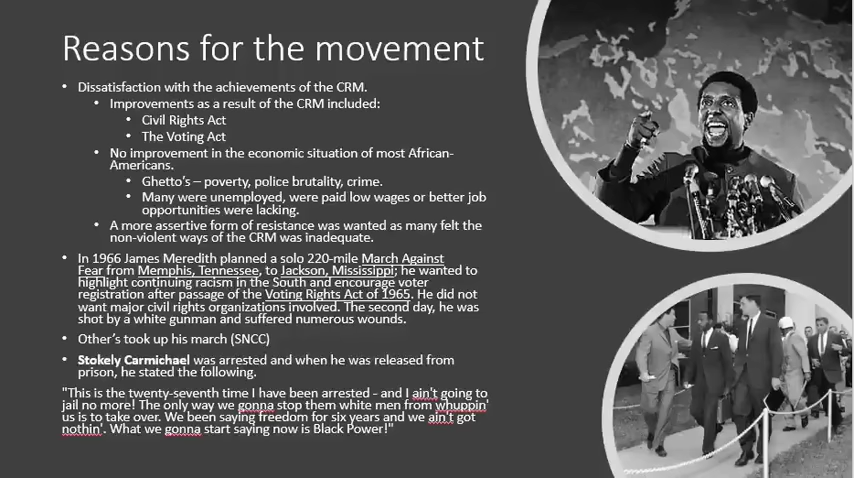 Reasons for the movement
• Dissatisfaction with the achievements of the CRM.
• Improvements as a result of the CRM included:
• Civil Rights Act
• The Voting Act
• No improvement in the economic situation of most African-
Americans.
• Ghetto's – poverty, police brutality, crime.
• Many were unemployed, were paid low wages or better job
opportunities were lacking.
• A more assertive form of resistance was wanted as many felt the
non-violent ways of the CRM was inadequate.
• In 1966 James Meredith planned a solo 220-mile March Against
Fear from Memphis, Tennessee, to Jackson, Mississippi; he wanted to
highlight continuing racism in the South and encourage voter
registration after passage of the Voting Rights Act of 1965. He did not
want major civil rights organizations involved. The second day, he was
shot by a white gunman and suffered numerous wounds.
• Other's took up his march (SNCC)
• Stokely Carmichael was arrested and when he was released from
prison, he stated the following.
"This is the twenty-seventh time I have been arrested - and I ain't going to
jail no more! The only way we gonna stop them white men from whuppin'
us is to take over. We been saying freedom for six years and we ain't got
nothin'. What we gonna start saying now is Black Power!"